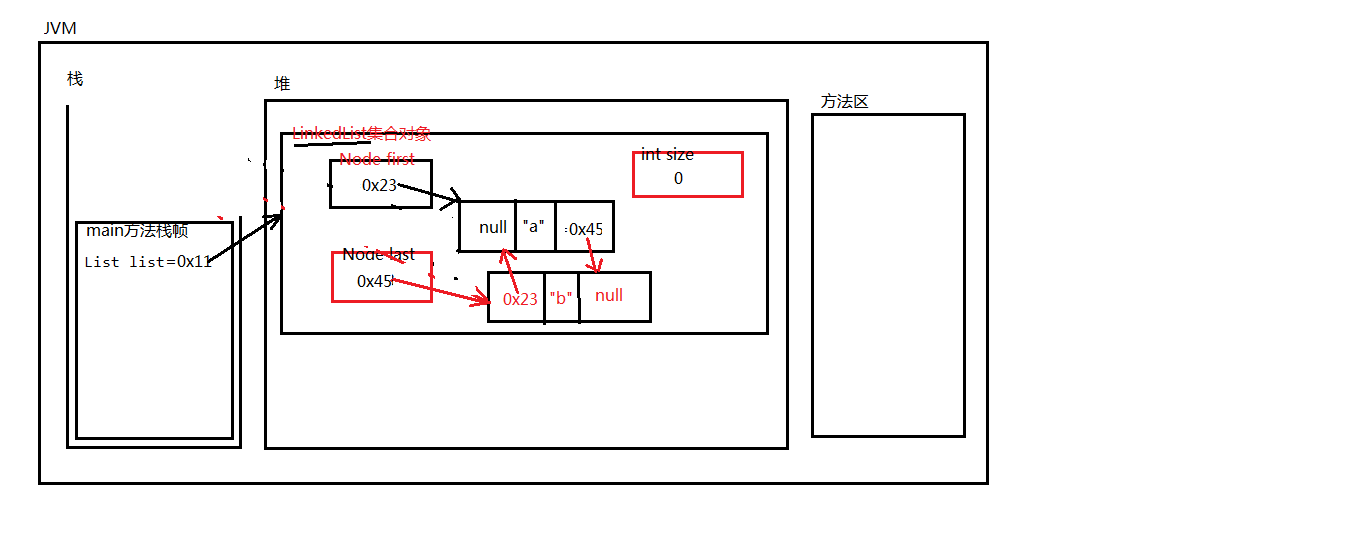 JVM
栈
堆
方法区
LinkedList集合对象
Node first
int size
0x23
0
null "a" 0x45
main方法栈帧
List list=0x11
Node last
0x45
0x23 "b" null